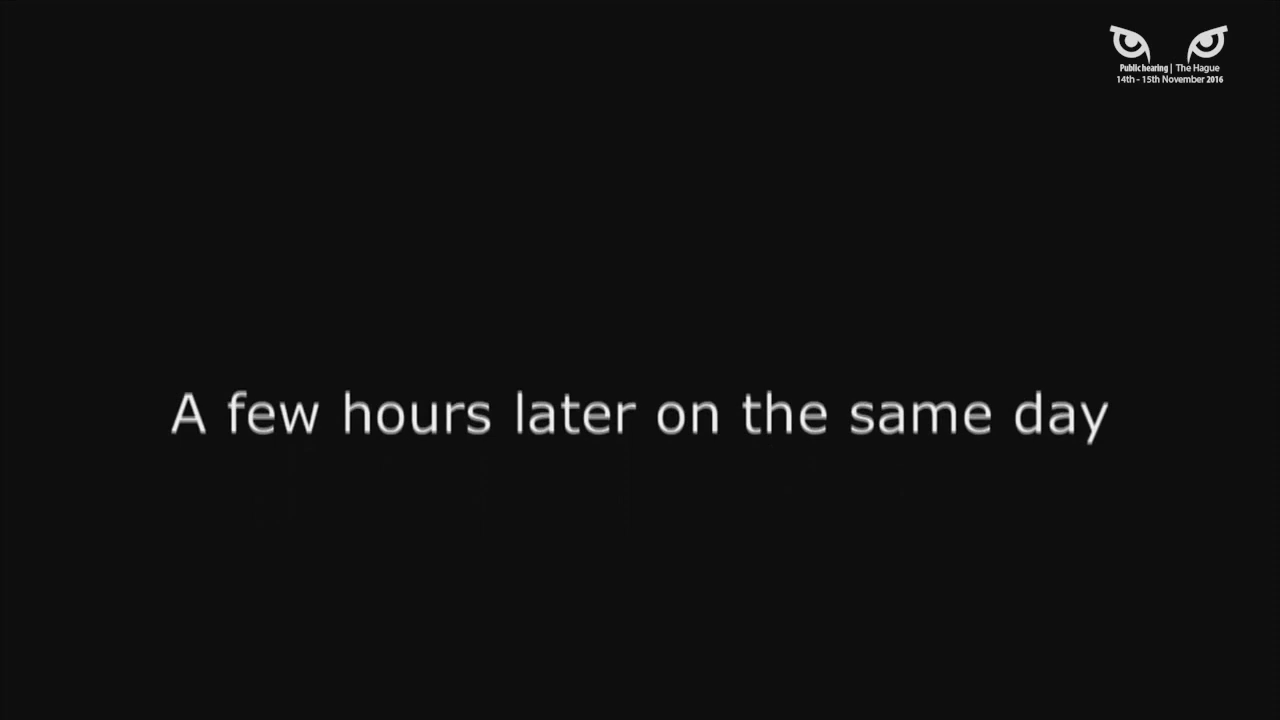 Public hearing | The Hague
14th - 15th November 2016
A few hours later on the same day